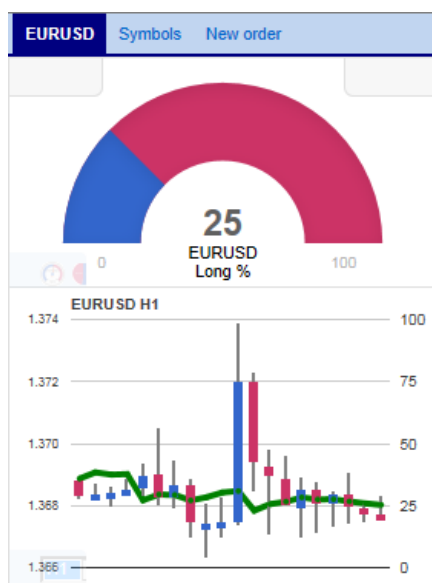 EURUSD Symbols New order
25
EURUSD
Long %
0 100
EURUSD H1
1.374 100
1.372 75
1.370 50
1.368 25
1.366 0